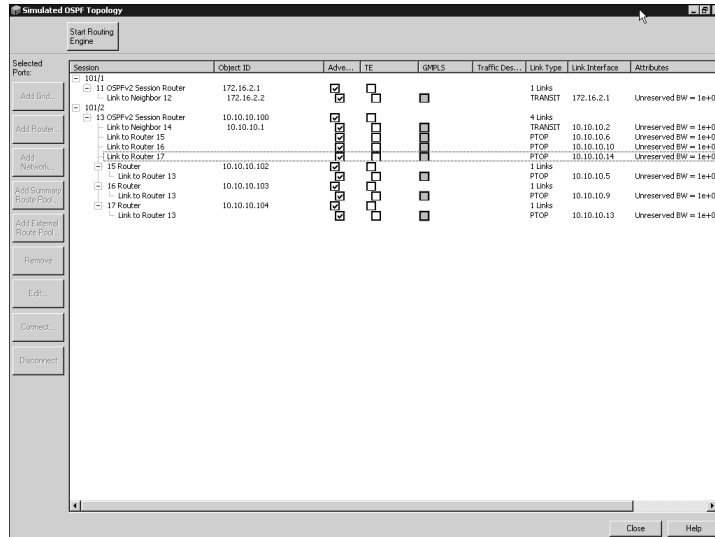 Simulated OSPF Topology
Start Routing
Engine
Selected
Ports:
Add Grid...
Add Router...
Add
Network...
Add Summary
Route Pool...
Add External
Route Pool...
Remove
Edit...
Connect...
Disconnect
Session Object ID Adve... TE GMPLS Traffic Des... Link Type Link Interface Attributes
101/1
11 OSPFv2 Session Router 172.16.2.1 1 Links
Link to Neighbor 12 172.16.2.2 TRANSIT 172.16.2.1 Unreserved BW = 1e+0
101/2
13 OSPFv2 Session Router 10.10.10.100 4 Links
Link to Neighbor 14 10.10.10.1 TRANSIT 10.10.10.2 Unreserved BW = 1e+0
Link to Router 15 PTOP 10.10.10.6 Unreserved BW = 1e+0
Link to Router 16 PTOP 10.10.10.10 Unreserved BW = 1e+0
Link to Router 17 PTOP 10.10.10.14 Unreserved BW = 1e+0
15 Router 10.10.10.102 1 Links
Link to Router 13 PTOP 10.10.10.5 Unreserved BW = 1e+0
16 Router 10.10.10.103 1 Links
Link to Router 13 PTOP 10.10.10.9 Unreserved BW = 1e+0
17 Router 10.10.10.104 1 Links
Link to Router 13 PTOP 10.10.10.13 Unreserved BW = 1e+0
Close Help